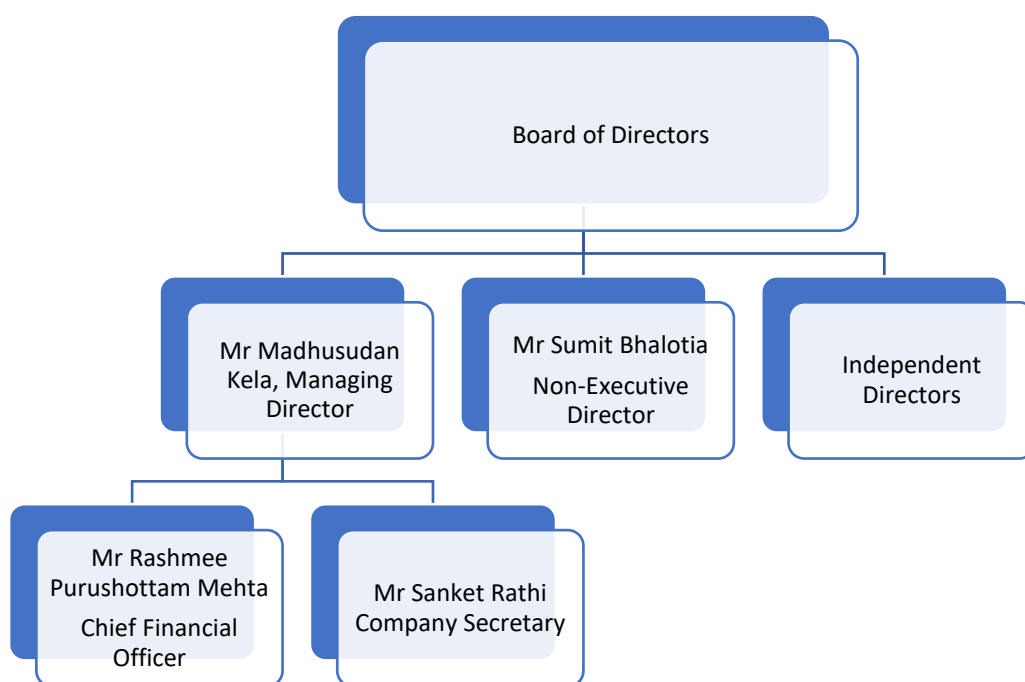 Board of Directors
Mr Madhusudan
Kela, Managing
Director
Mr Sumit Bhalotia
Non-Executive
Director
Independent
Directors
Mr Rashmee
Purushottam Mehta
Chief Financial
Officer
Mr Sanket Rathi
Company Secretary